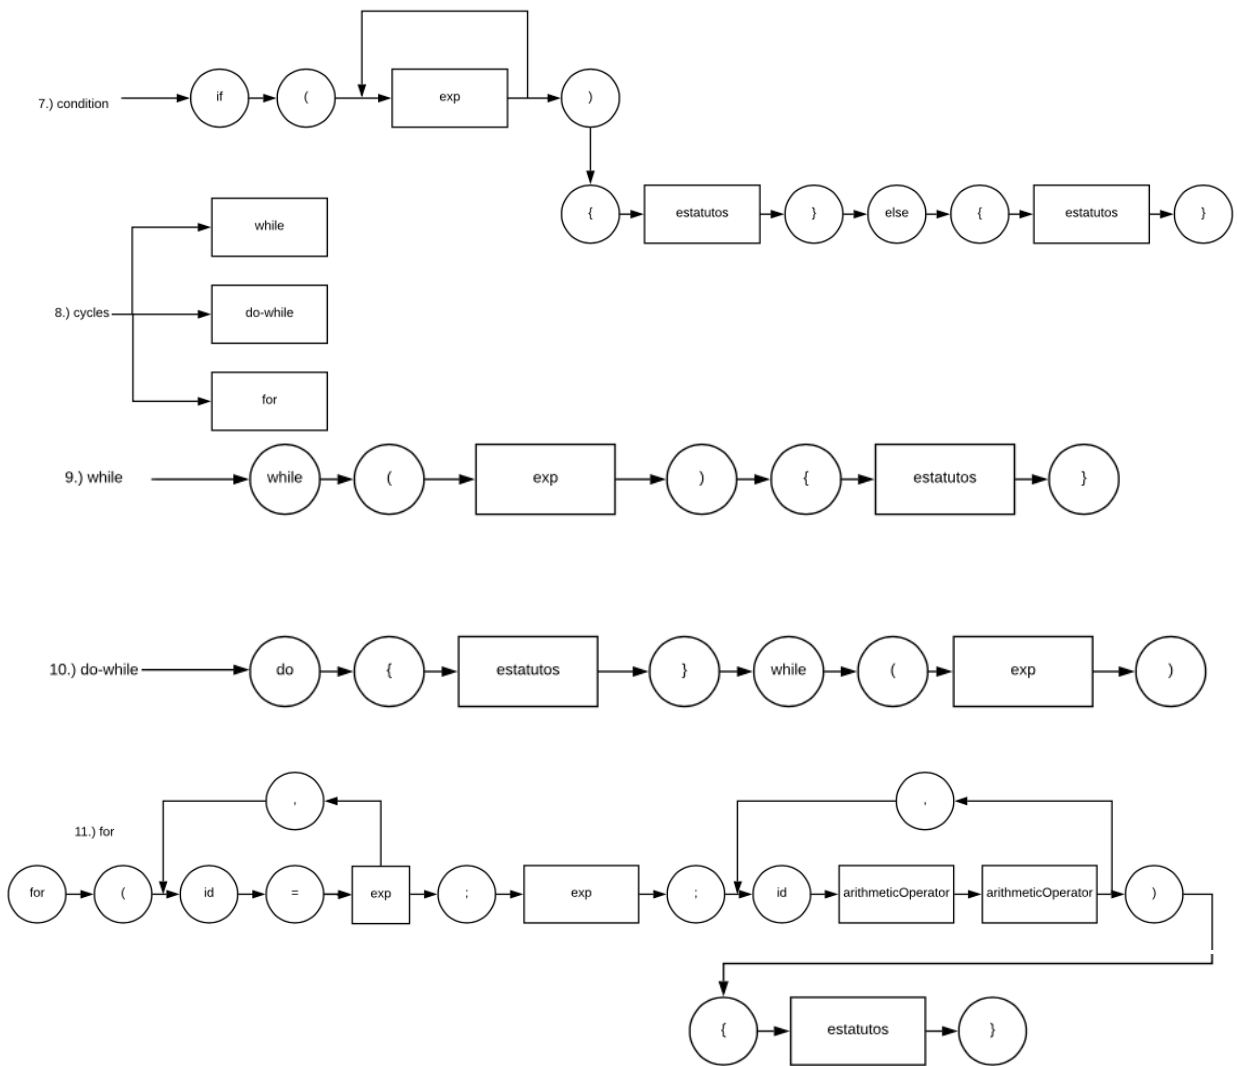 if ( exp )
7.) condition
{ estatutos } else { estatutos }
while
8.) cycles do-while
for
9.) while while ( exp ) { estatutos }
10.) do-while do { estatutos } while ( exp )
, ,
11.) for
for ( id = exp ; exp ; id arithmeticOperator arithmeticOperator )
{ estatutos }